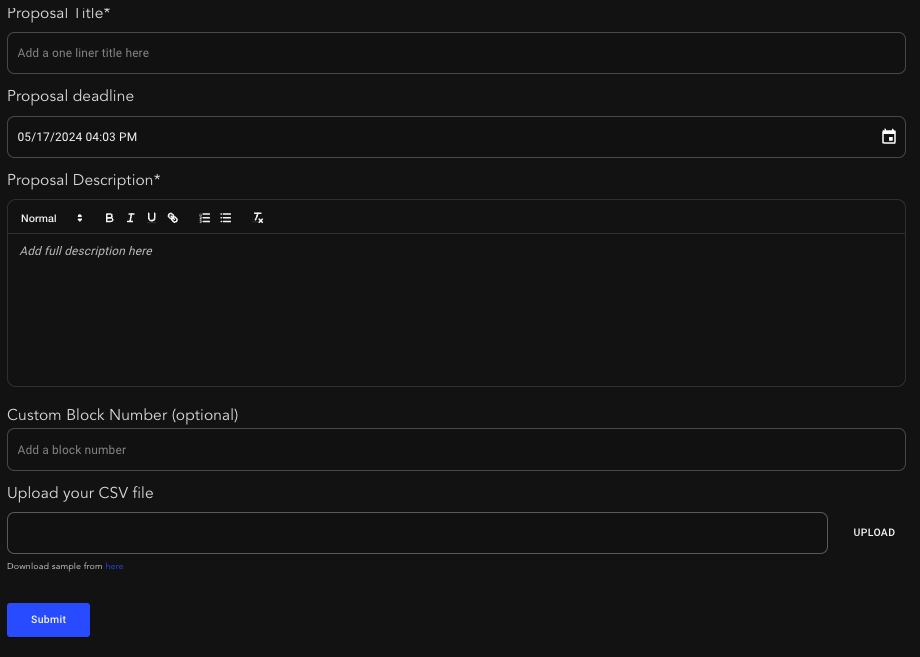 Proposal Title*
Add a one liner title here
Proposal deadline
05/17/2024 04:03 PM
Proposal Description*
Normal B I U
Add full description here
Custom Block Number (optional)
Add a block number
Upload your CSV file
UPLOAD
Download sample from here
Submit